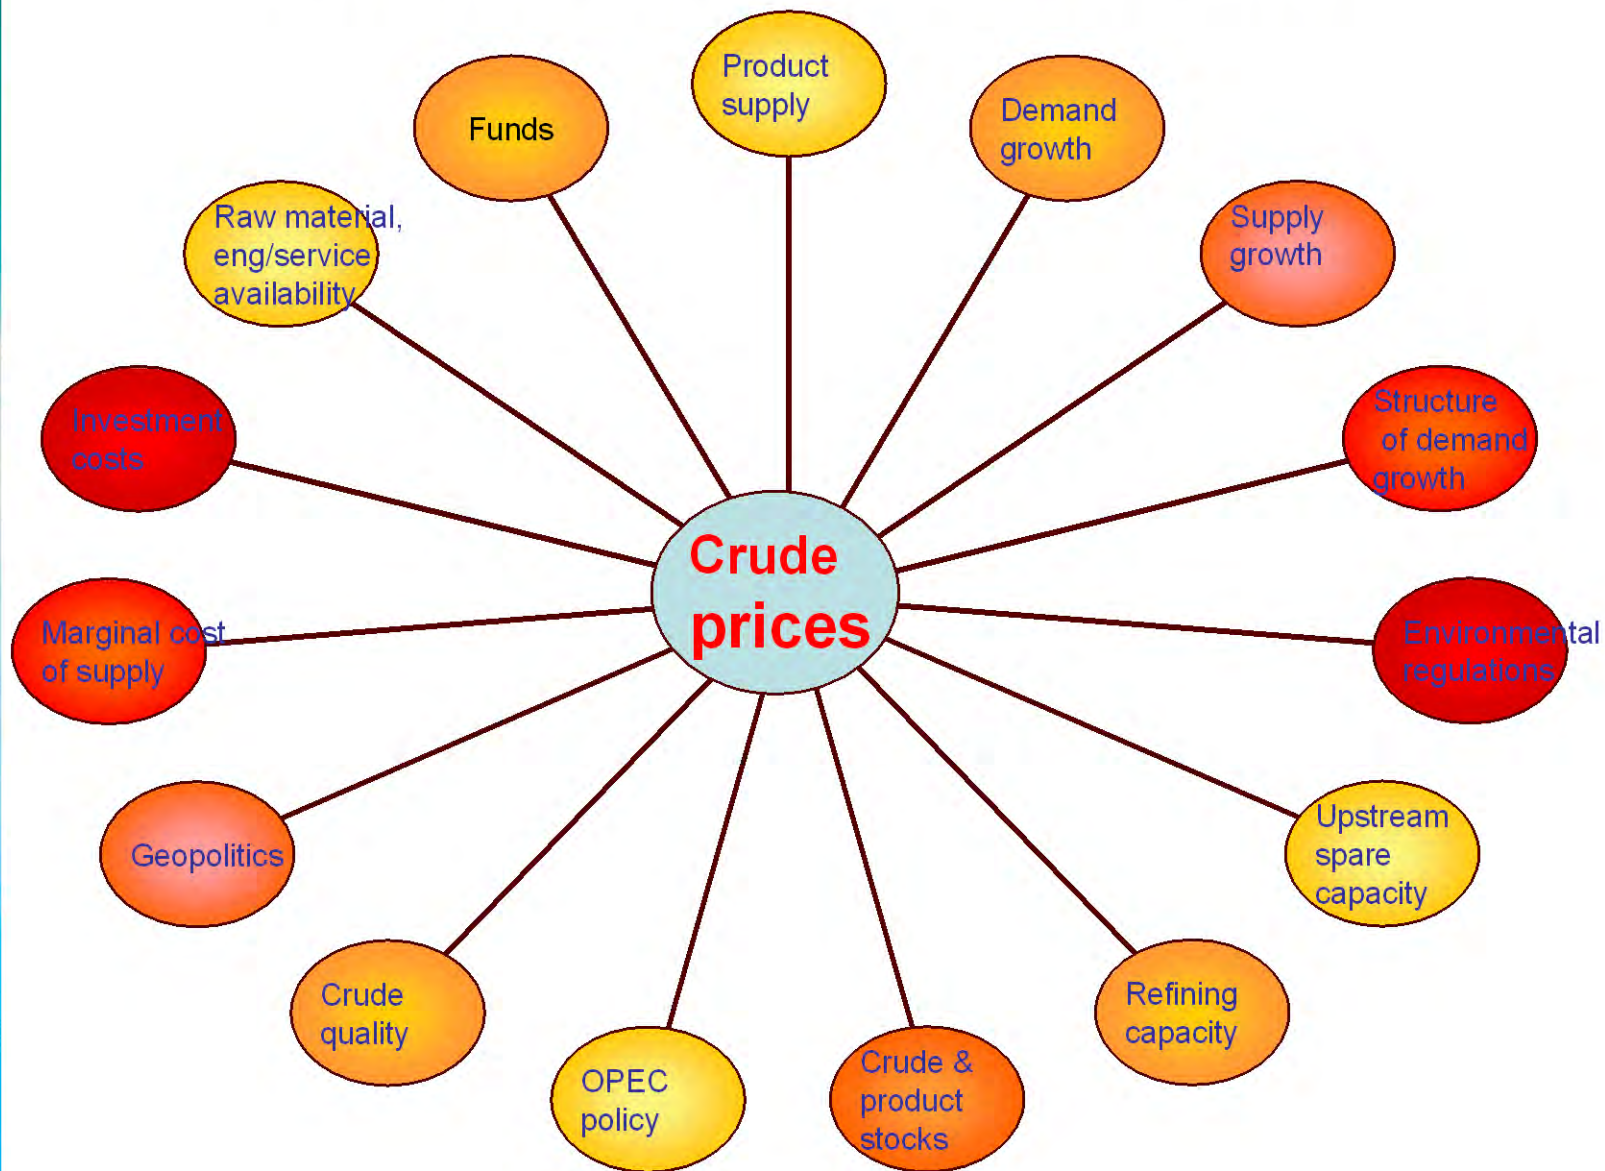 Product
supply
Demand
growth
Funds
Supply
growth
Raw material,
eng/service
availability
Structure
of demand
growth
Investment
costs
Crude
prices
Environmental
regulations
Marginal cost
of supply
Upstream
spare
capacity
Geopolitics
Refining
capacity
Crude
quality
Crude &
product
stocks
OPEC
policy